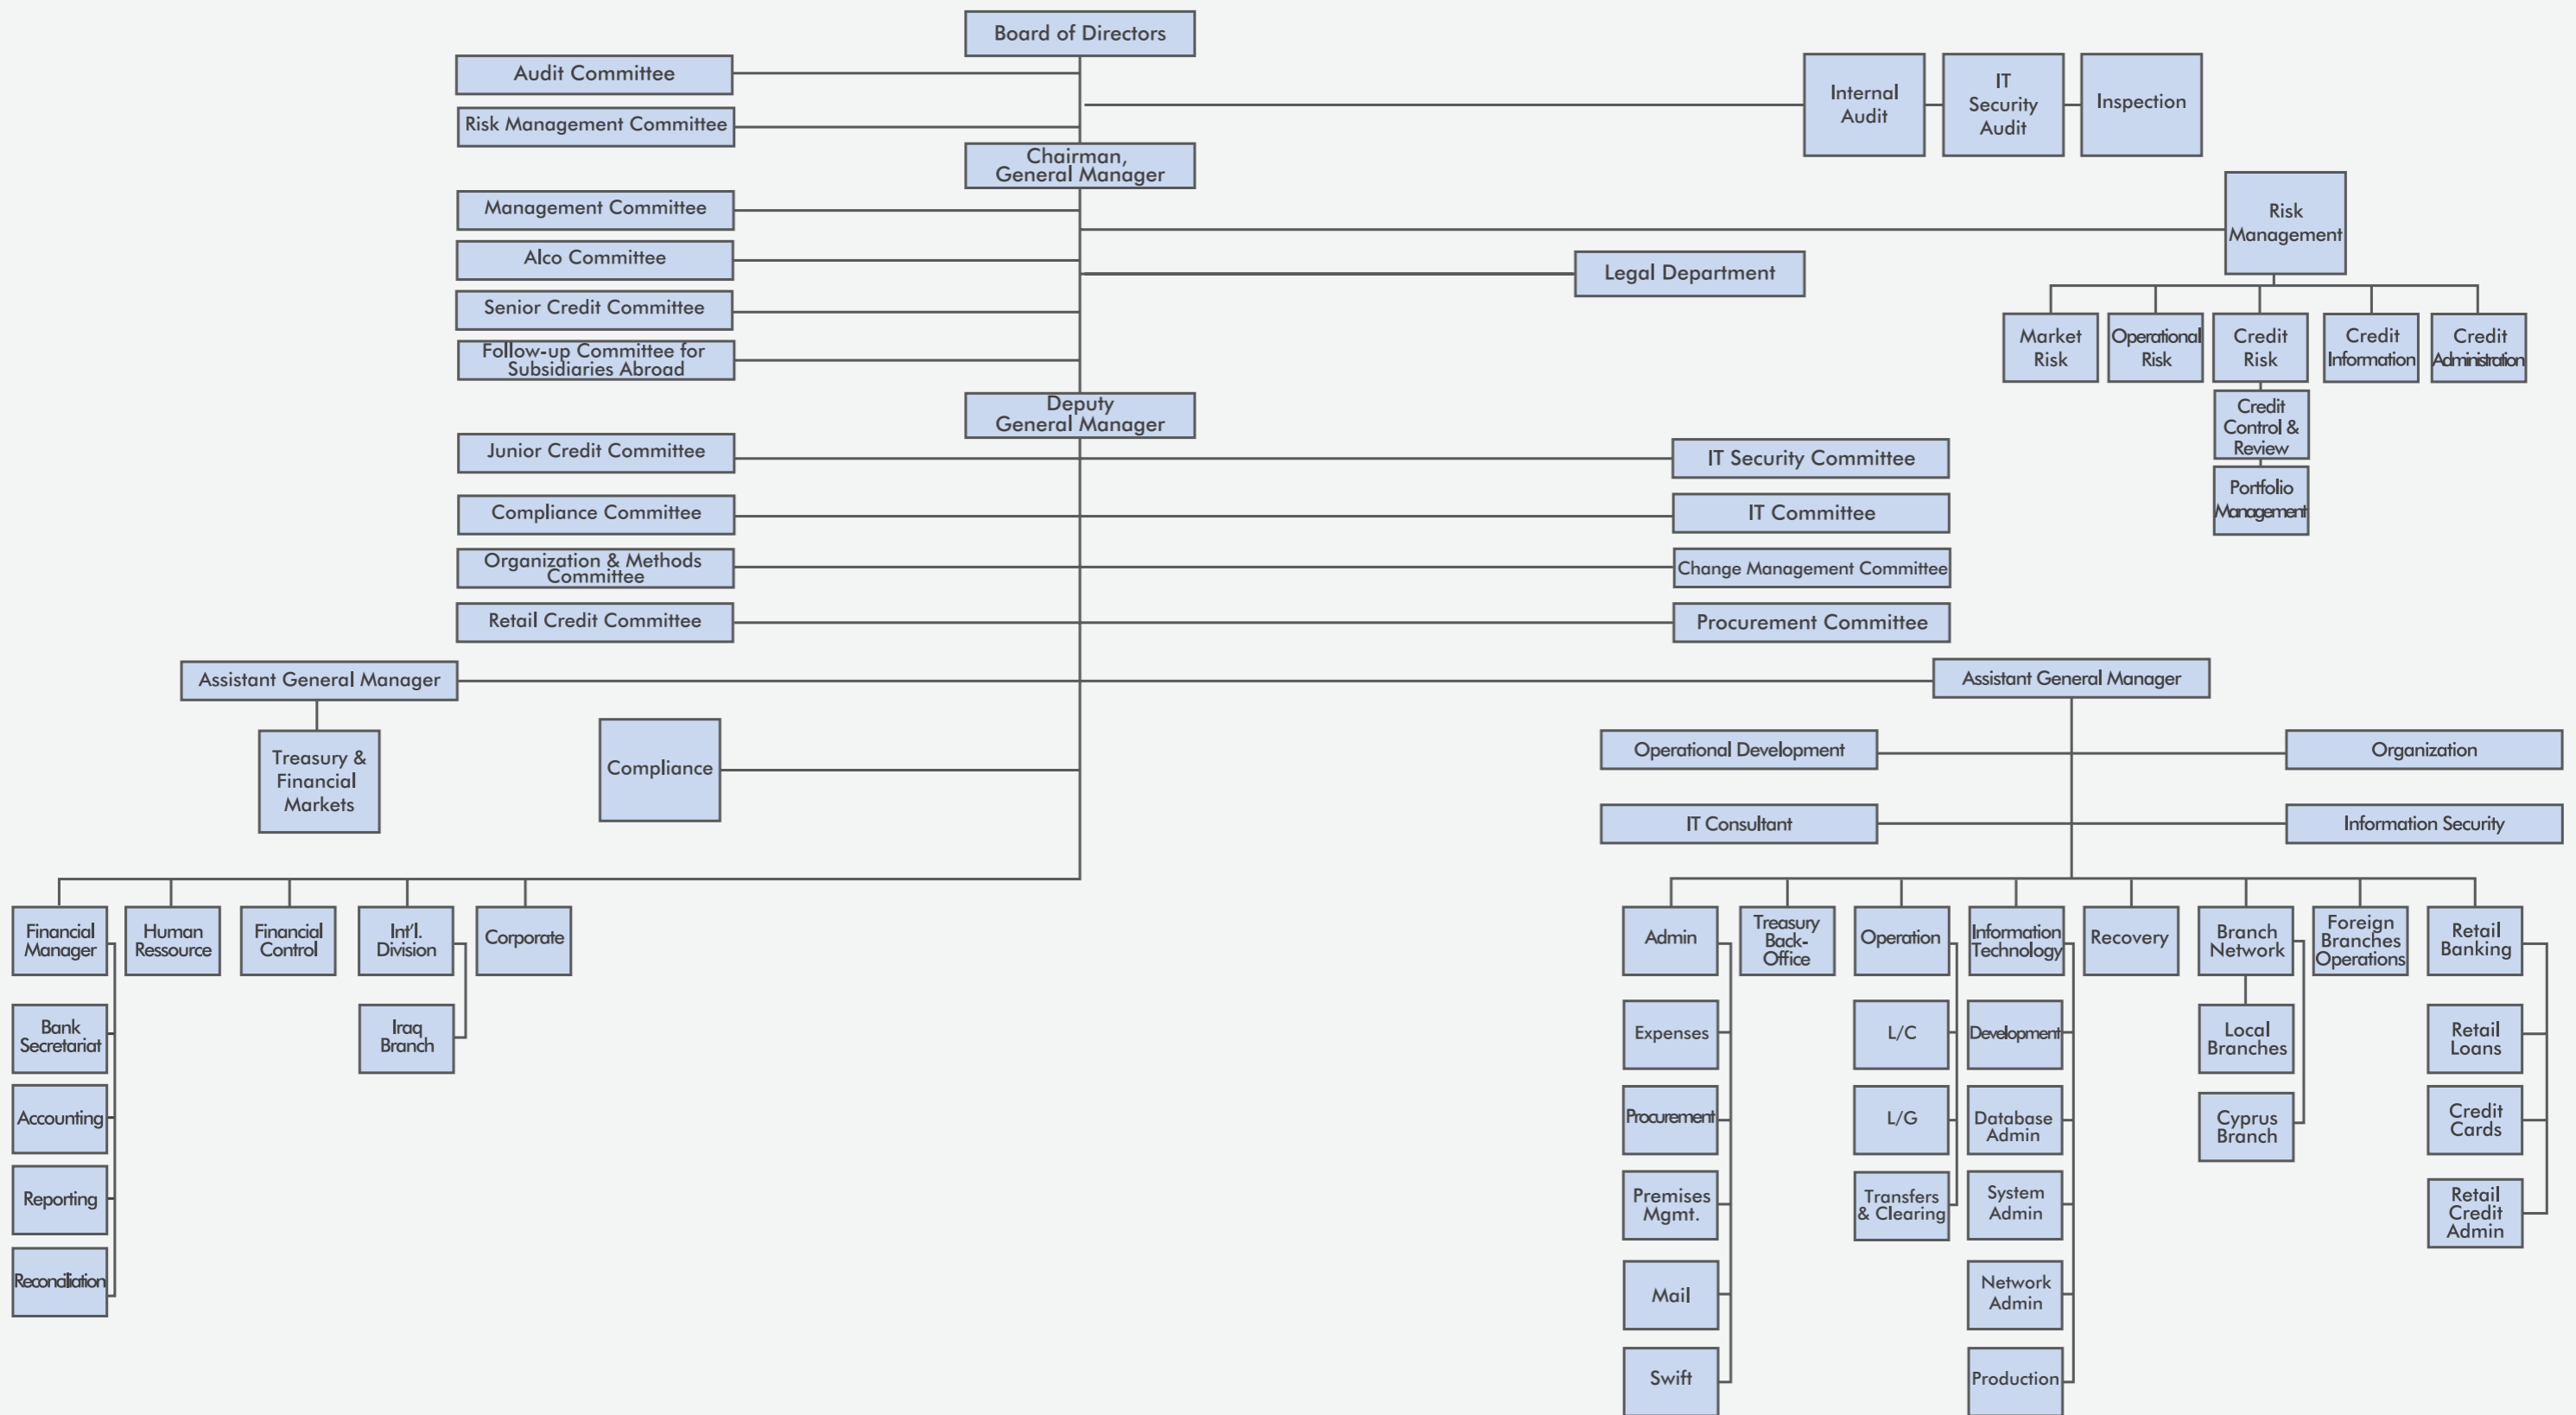 Board of Directors
Audit Committee
Risk Management Committee
Internal
Audit
IT
Security
Audit
Inspection
Chairman,
General Manager
Management Committee
Alco Committee
Senior Credit Committee
Follow-up Committee for
Subsidiaries Abroad
Legal Department
Risk
Management
Market
Risk
Operational
Risk
Credit
Risk
Credit
Information
Credit
Administration
Credit
Control &
Review
Portfolio
Management
Deputy
General Manager
Junior Credit Committee
IT Security Committee
Compliance Committee
IT Committee
Organization & Methods
Committee
Change Management Committee
Retail Credit Committee
Procurement Committee
Assistant General Manager
Assistant General Manager
Treasury &
Financial
Markets
Compliance
Operational Development
Organization
IT Consultant
Information Security
Financial
Manager
Human
Ressource
Financial
Control
Int'l.
Division
Corporate
Bank
Secretariat
Iraq
Branch
Accounting
Reporting
Reconciliation
Admin
Treasury
Back-
Office
Operation
Information
Technology
Recovery
Branch
Network
Foreign
Branches
Operations
Retail
Banking
Expenses
L/C
Development
Local
Branches
Retail
Loans
Procurement
L/G
Database
Admin
Cyprus
Branch
Credit
Cards
Premises
Mgmt.
Transfers
& Clearing
System
Admin
Retail
Credit
Admin
Mail
Network
Admin
Swift
Production